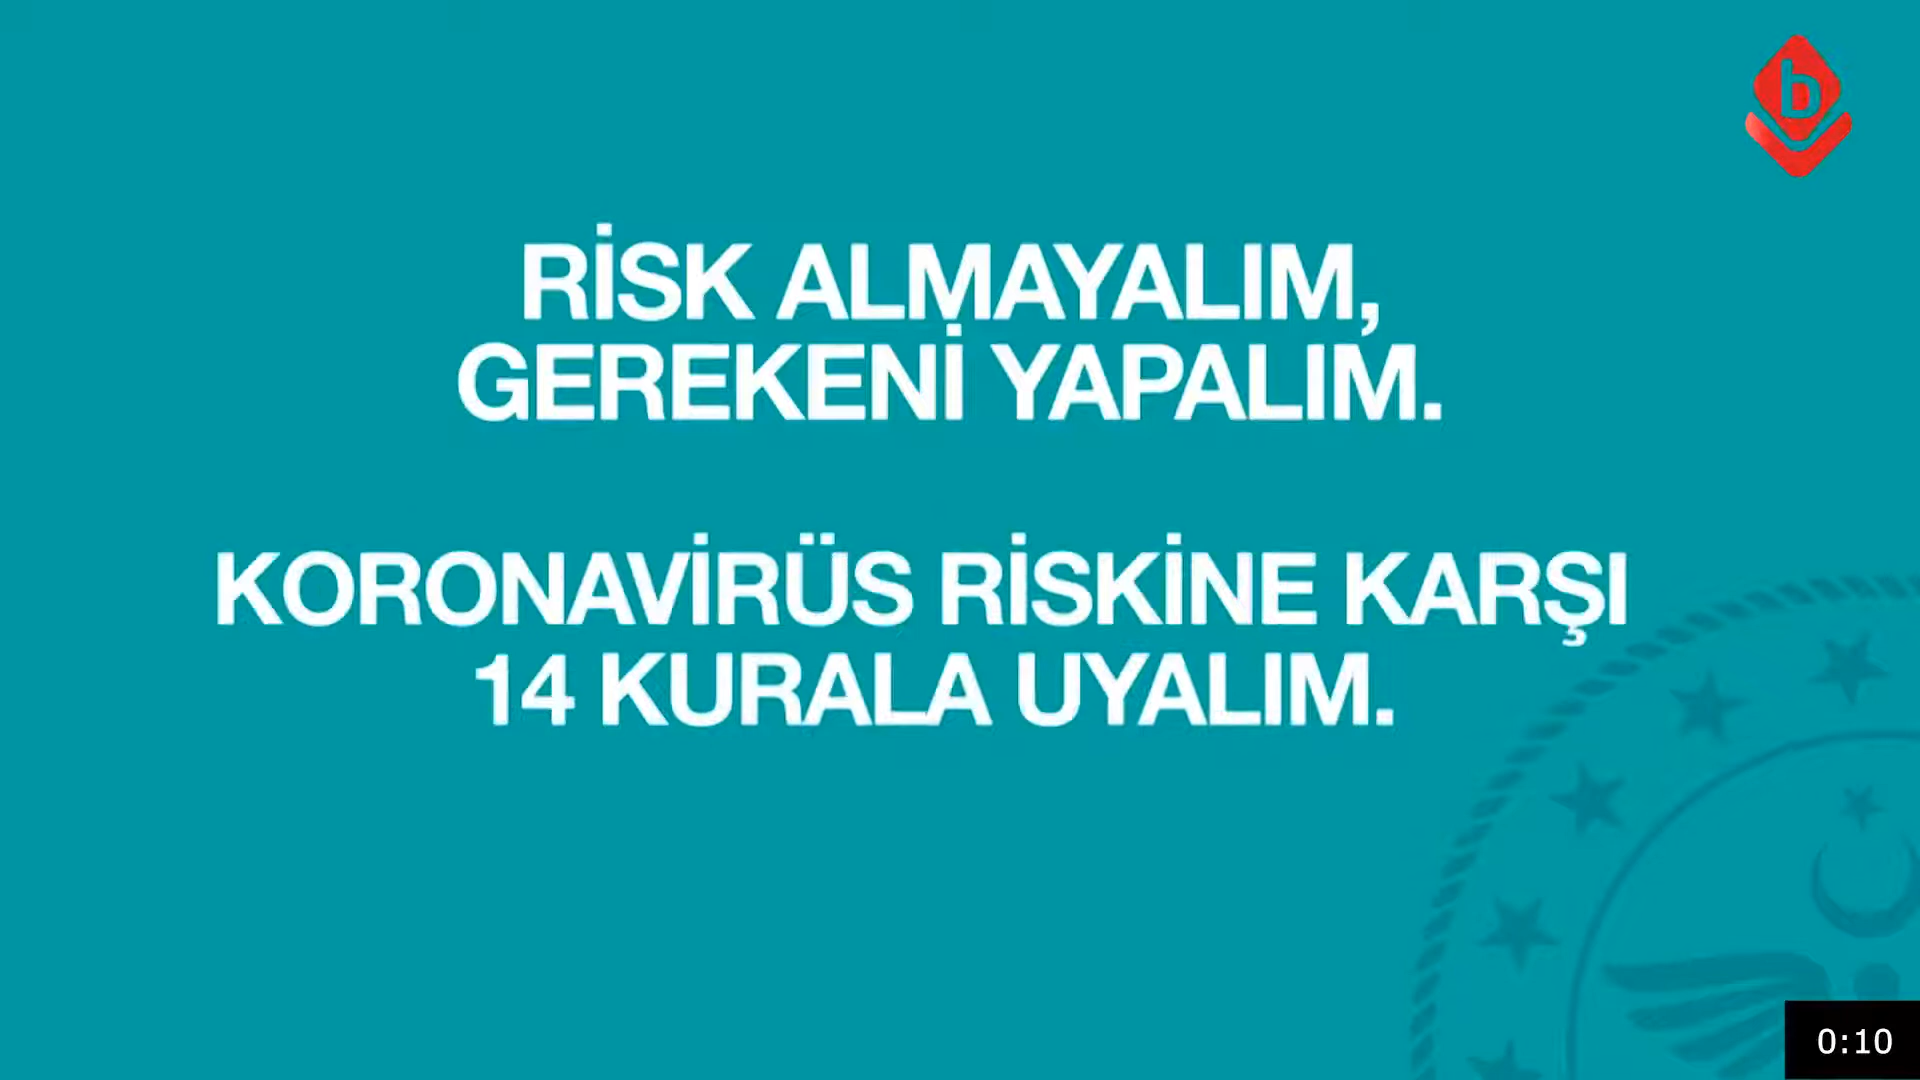 b
RİSK ALMAYALIM,
GEREKENİ YAPALIM.
KORONAVİRÜS RİSKİNE KARŞI
14 KURALA UYALIM.
0:10